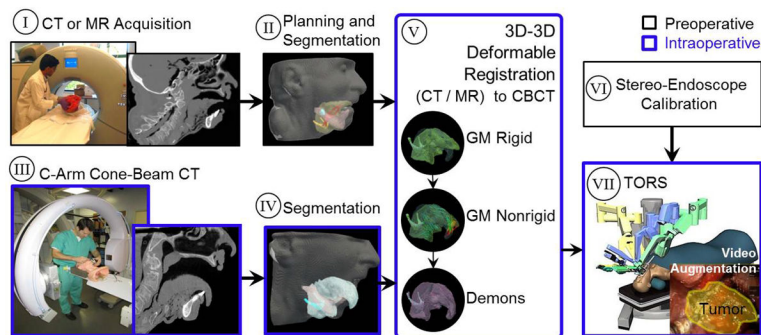 I CT or MR Acquisition
II Planning and
Segmentation
III C-Arm Cone-Beam CT
IV Segmentation
V 3D-3D
Deformable
Registration
(CT / MR) to CBCT
GM Rigid
GM Nonrigid
Demons
Preoperative
Intraoperative
VI Stereo-Endoscope
Calibration
VII TORS
Video
Augmentation
Tumor